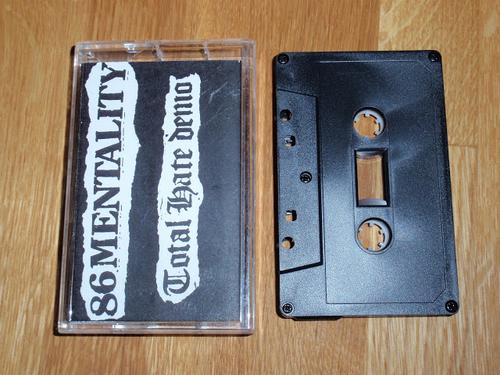 86 MENTALITY
Total Hate demo